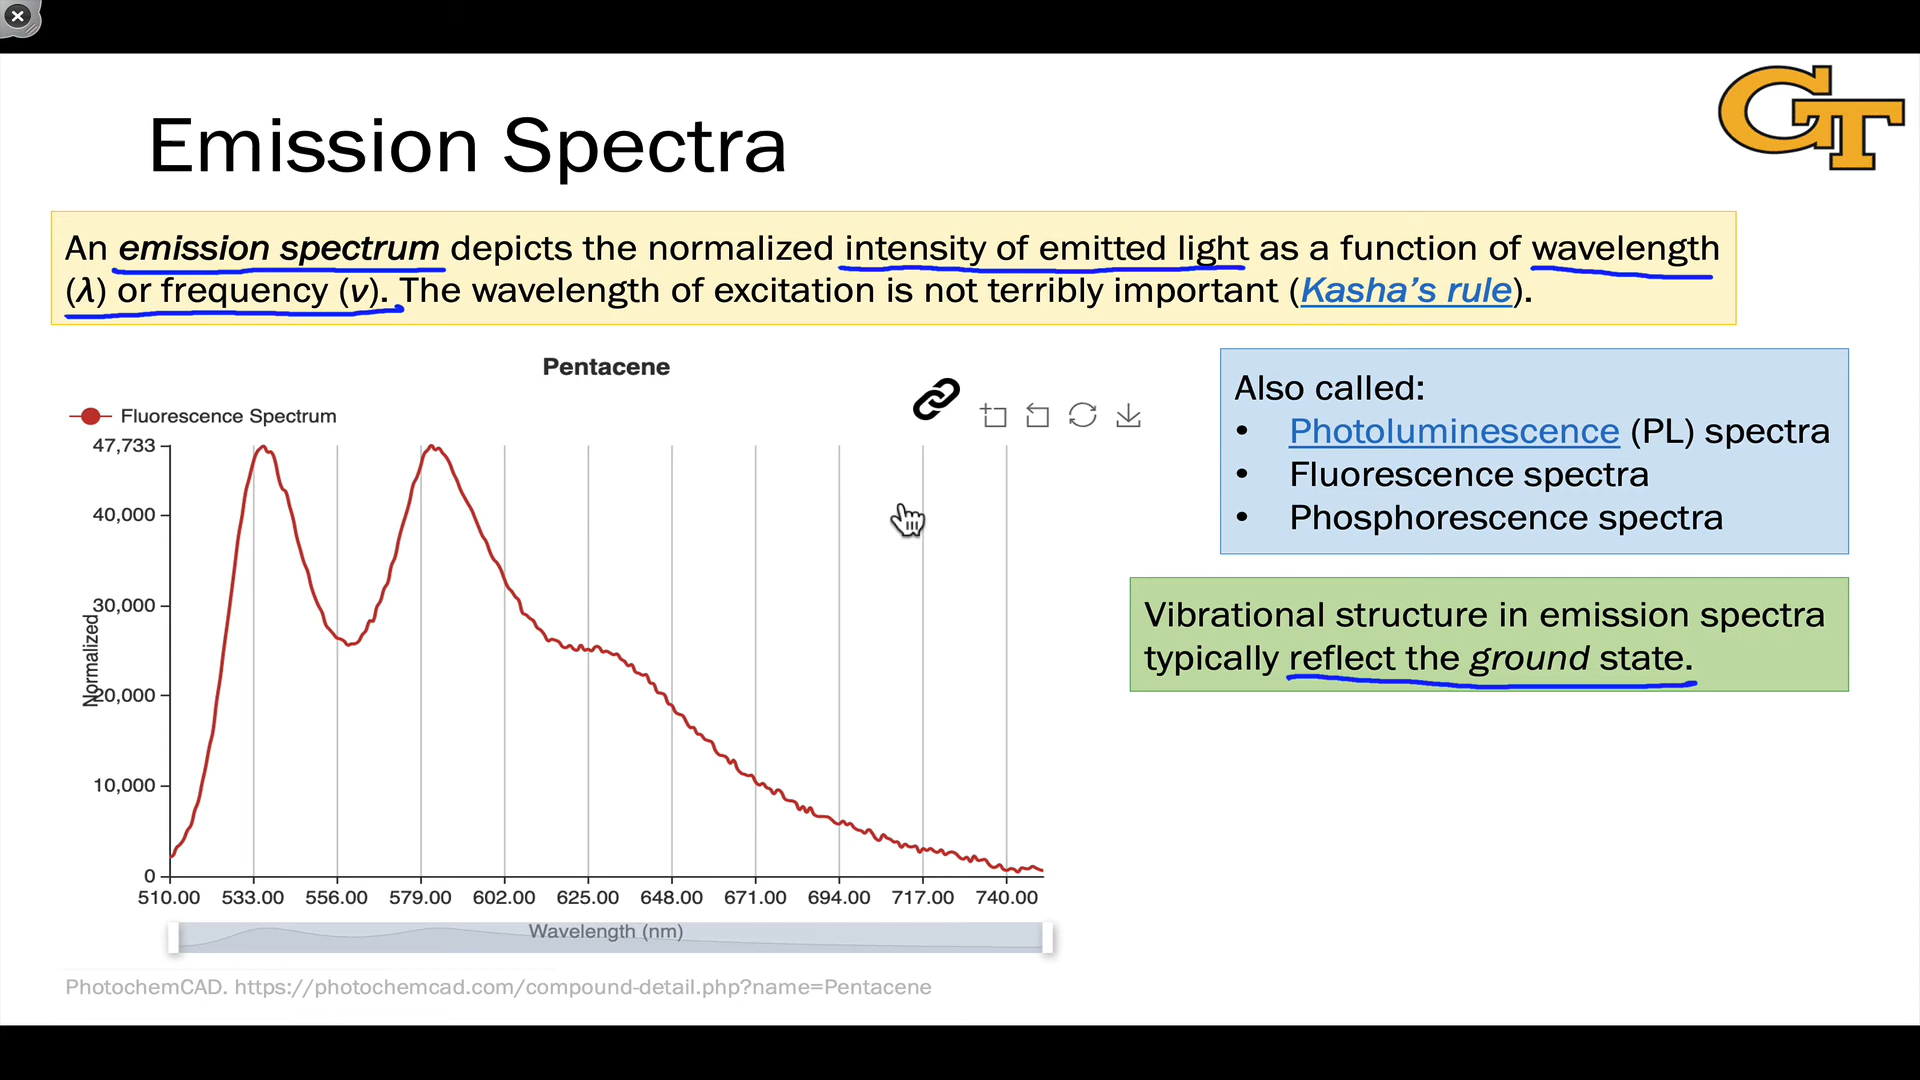 GT
Emission Spectra
An emission spectrum depicts the normalized intensity of emitted light as a function of wavelength
(λ) or frequency (ν). The wavelength of excitation is not terribly important (Kasha’s rule).
Pentacene
Fluorescence Spectrum
47,733
40,000
30,000
20,000
10,000
0
Normalized
510.00 533.00 556.00 579.00 602.00 625.00 648.00 671.00 694.00 717.00 740.00
Wavelength (nm)
Also called:
• Photoluminescence (PL) spectra
• Fluorescence spectra
• Phosphorescence spectra
Vibrational structure in emission spectra
typically reflect the ground state.
PhotochemCAD. https://photochemcad.com/compound-detail.php?name=Pentacene